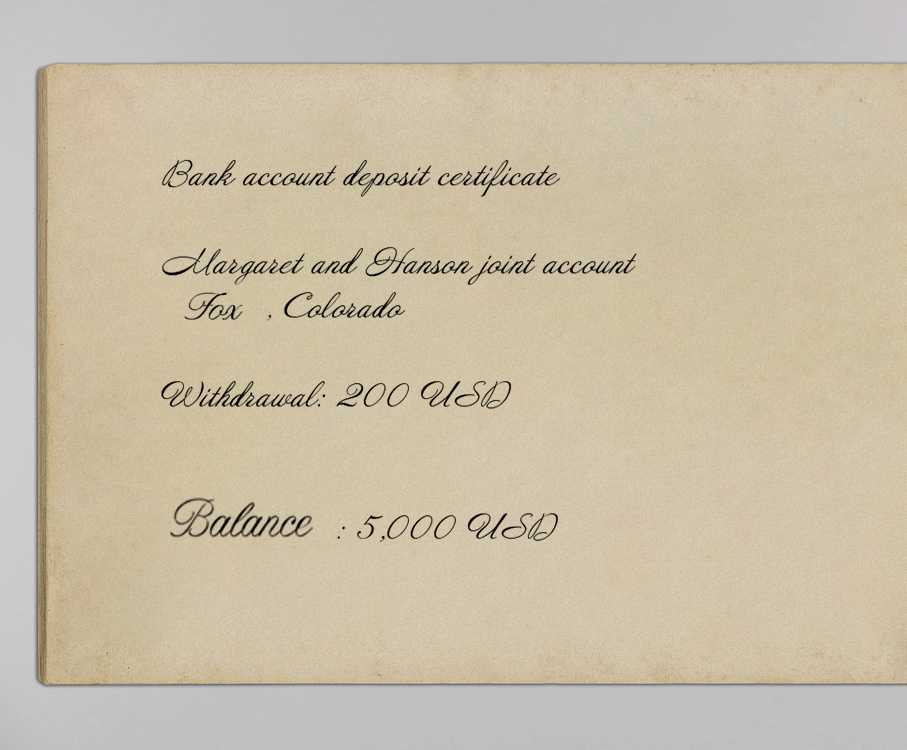 Bank account deposit certificate
Margaret and Hanson joint account
Fox , Colorado
Withdrawal: 200 USD
Balance : 5,000 USD